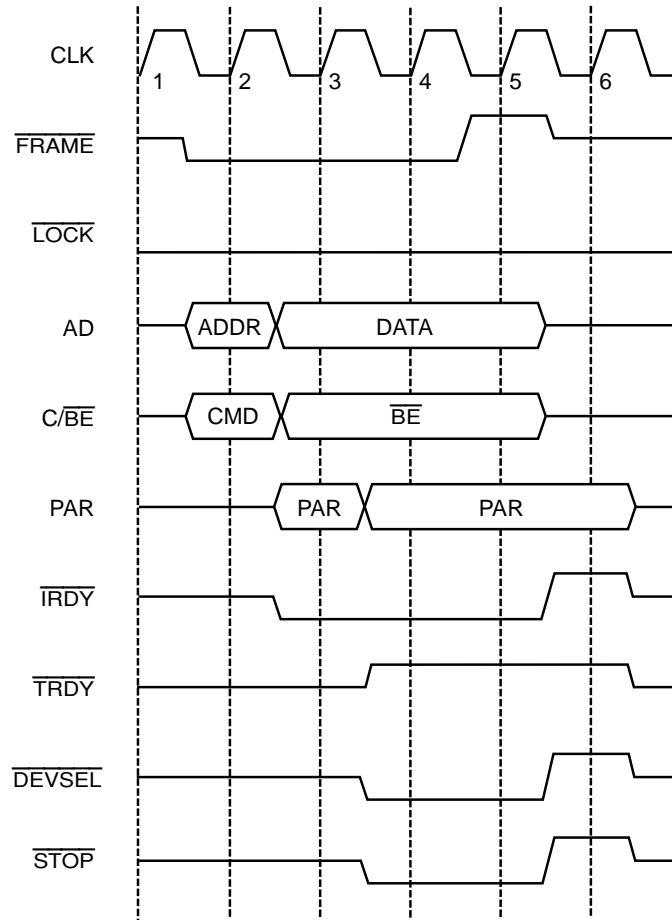 CLK
1 2 3 4 5 6
FRAME
LOCK
AD ADDR DATA
C/BE CMD BE
PAR PAR PAR
IRDY
TRDY
DEVSEL
STOP